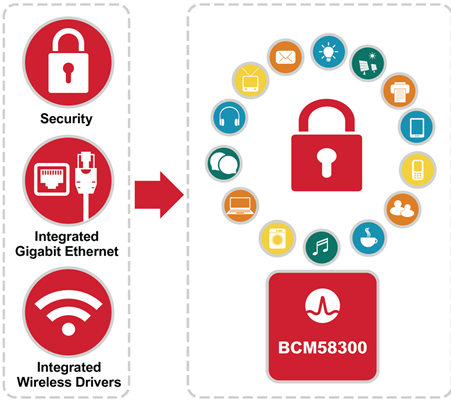 Security
Integrated
Gigabit Ethernet
Integrated
Wireless Drivers
BCM58300